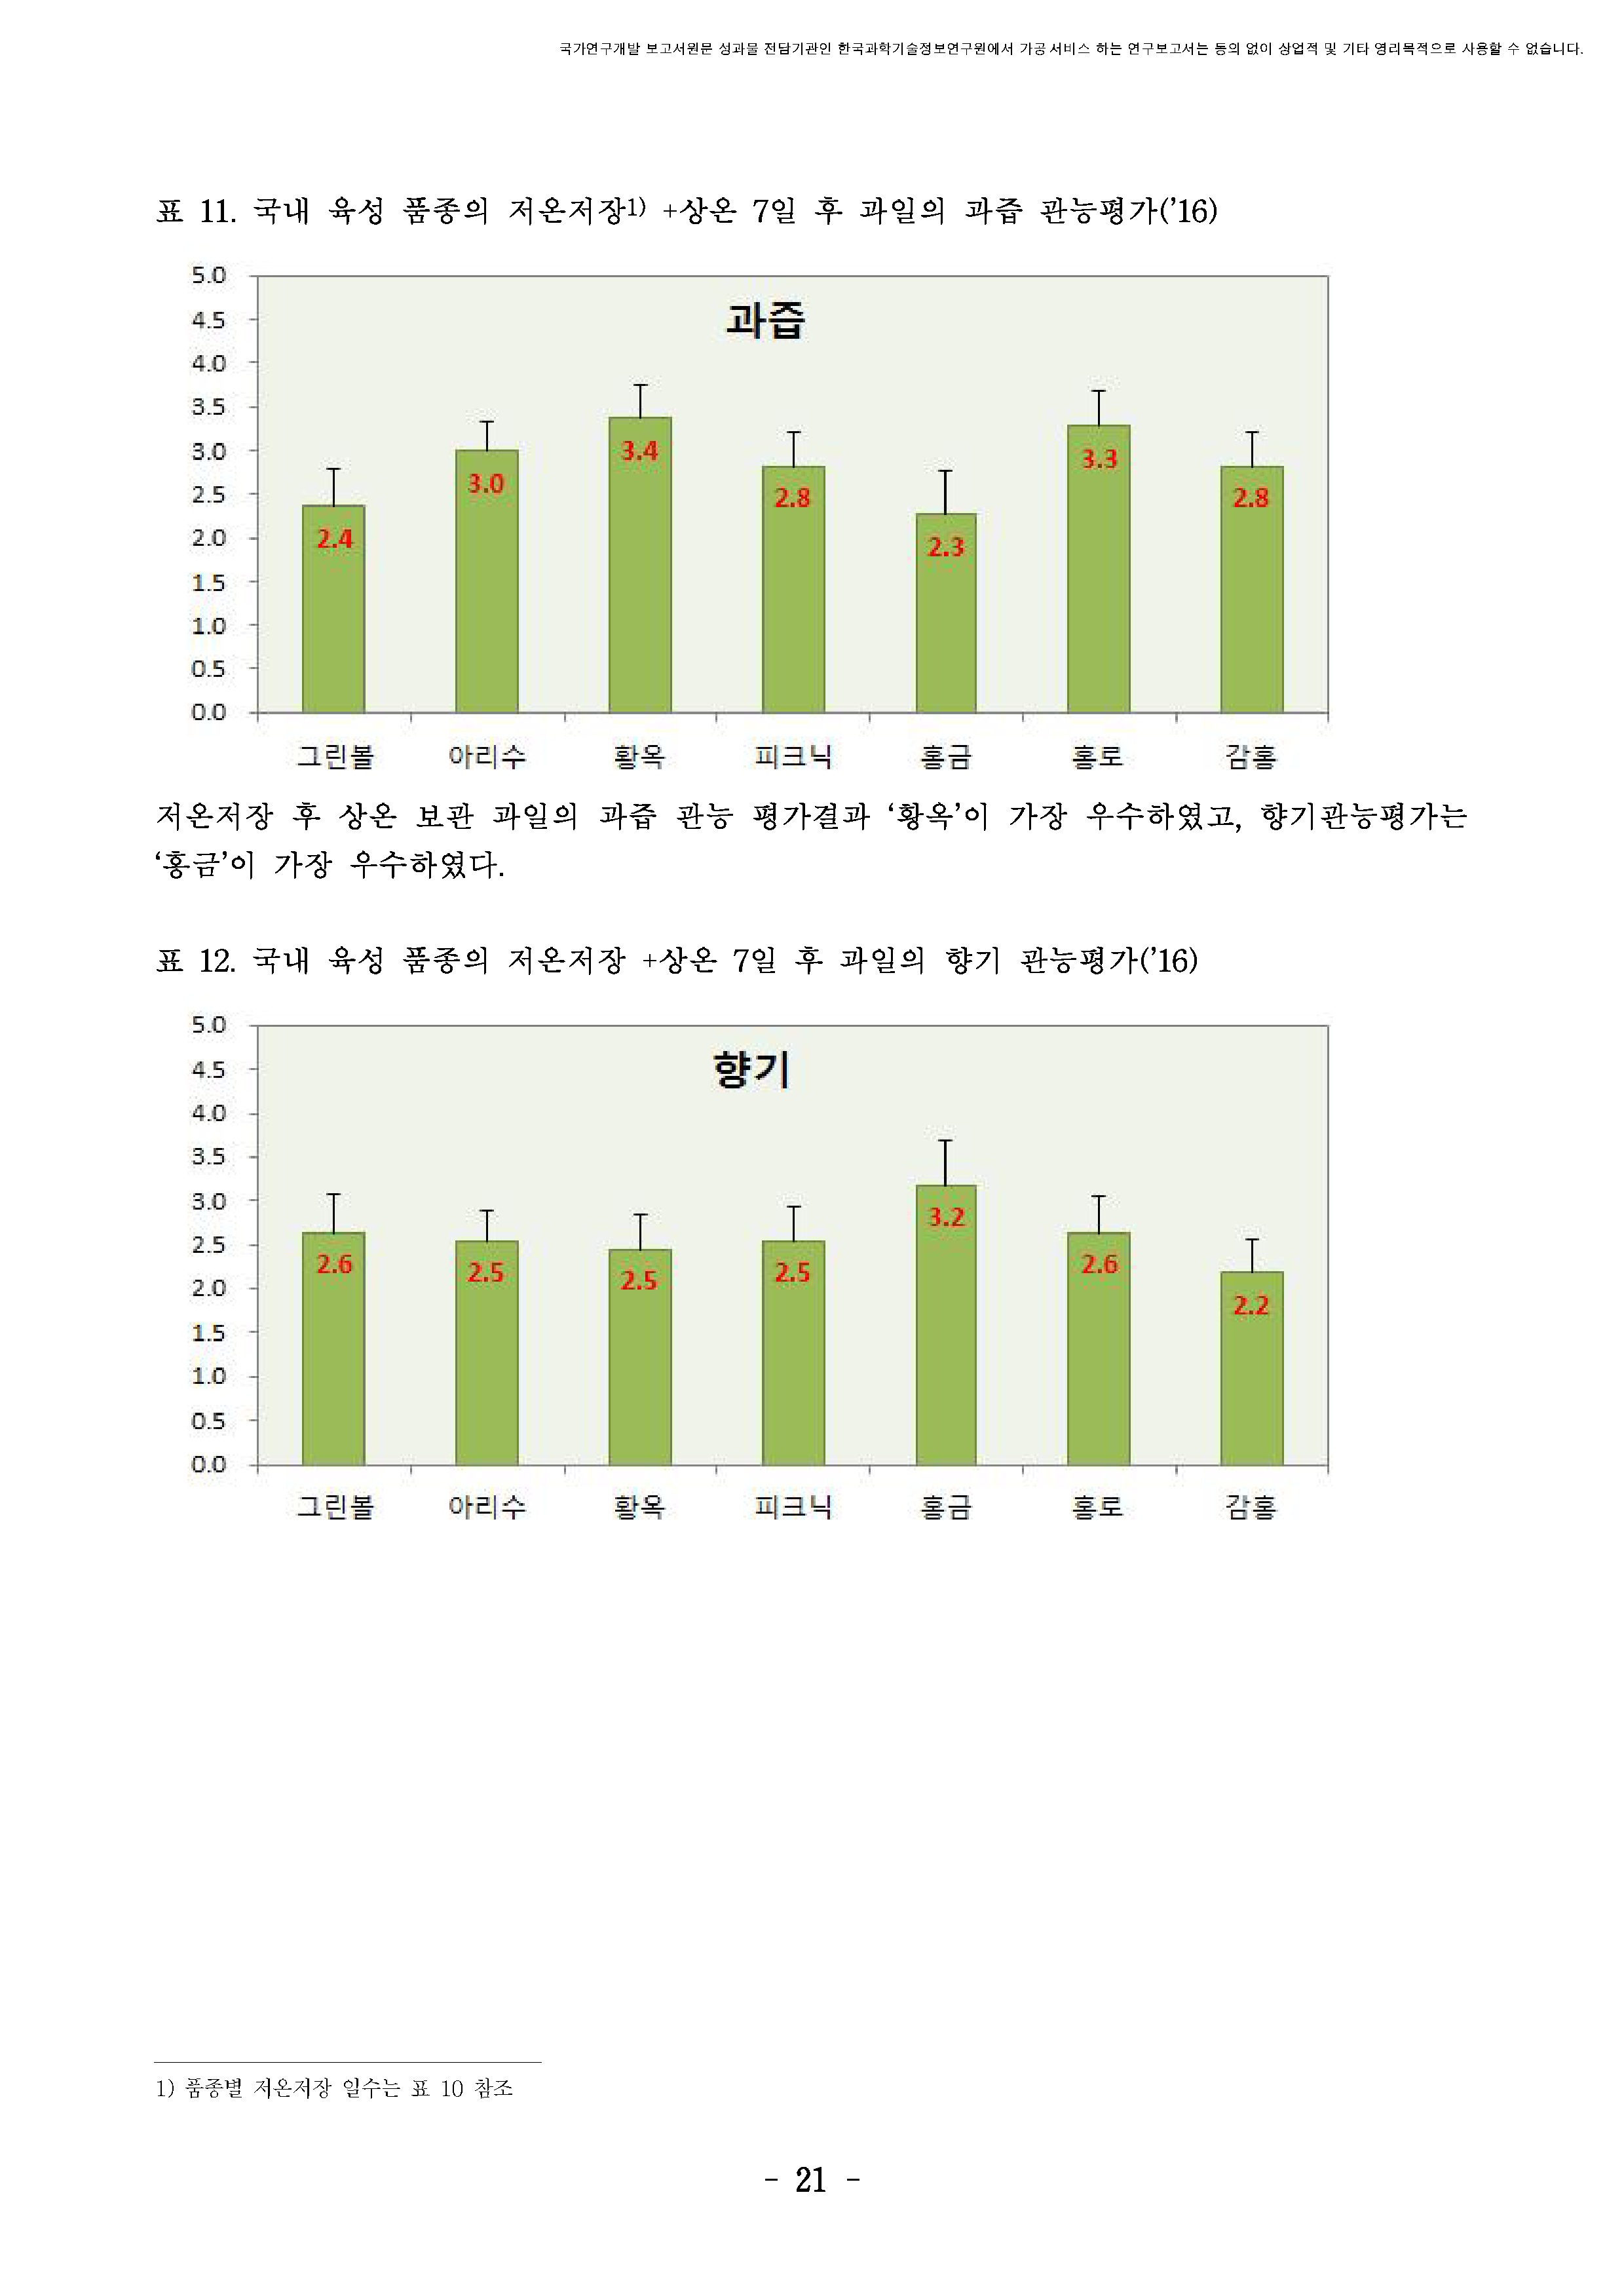 국가연구개발 보고서원문 성과물 전담기관인 한국과학기술정보연구원에서 가공·서비스 하는 연구보고서는 동의 없이 상업적 및 기타 영리목적으로 사용할 수 없습니다.
표 11. 국내 육성 품종의 저온저장1) +상온 7일 후 과일의 과즙 관능평가('16)
과즙
5.0
4.5
4.0
3.5
3.0
2.5
2.0
1.5
1.0
0.5
0.0
2.4 3.0 3.4 2.8 2.3 3.3 2.8
그린볼 아리수 황옥 피크닉 홍금 홍로 감홍
저온저장 후 상온 보관 과일의 과즙 관능 평가결과 ‘황옥’이 가장 우수하였고, 향기관능평가는
‘홍금’이 가장 우수하였다.
표 12. 국내 육성 품종의 저온저장 +상온 7일 후 과일의 향기 관능평가('16)
향기
5.0
4.5
4.0
3.5
3.0
2.5
2.0
1.5
1.0
0.5
0.0
2.6 2.5 2.5 2.5 3.2 2.6 2.2
그린볼 아리수 황옥 피크닉 홍금 홍로 감홍
1) 품종별 저온저장 일수는 표 10 참조
- 21 -